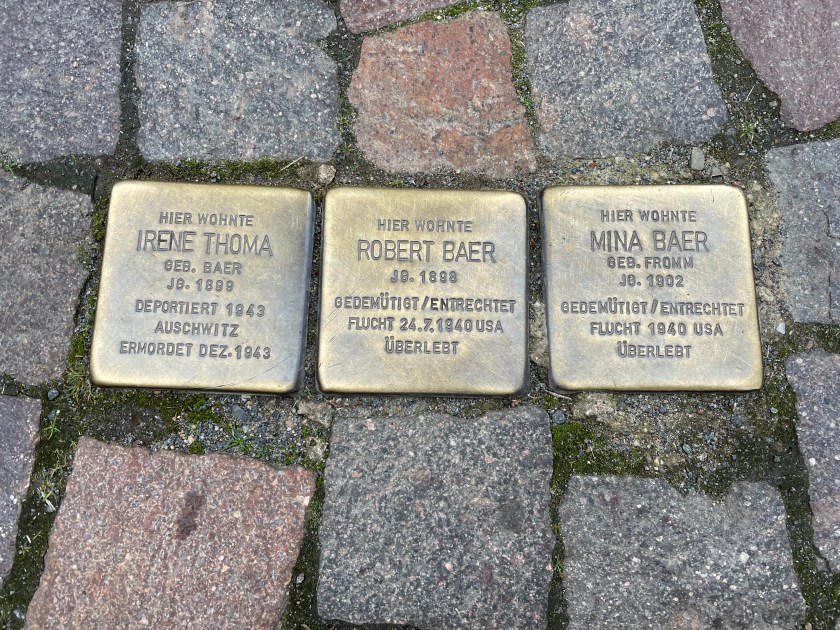 HIER WOHNTE
IRENE THOMA
GEB. BAER
JG. 1899
DEPORTIERT 1943
AUSCHWITZ
ERMORDET DEZ. 1943
HIER WOHNTE
ROBERT BAER
JG. 1898
GEDEMÜTIGT/ENTRECHTET
FLUCHT 24.7.1940 USA
ÜBERLEBT
HIER WOHNTE
MINA BAER
GEB. FROMM
JG. 1902
GEDEMÜTIGT/ENTRECHTET
FLUCHT 1940 USA
ÜBERLEBT